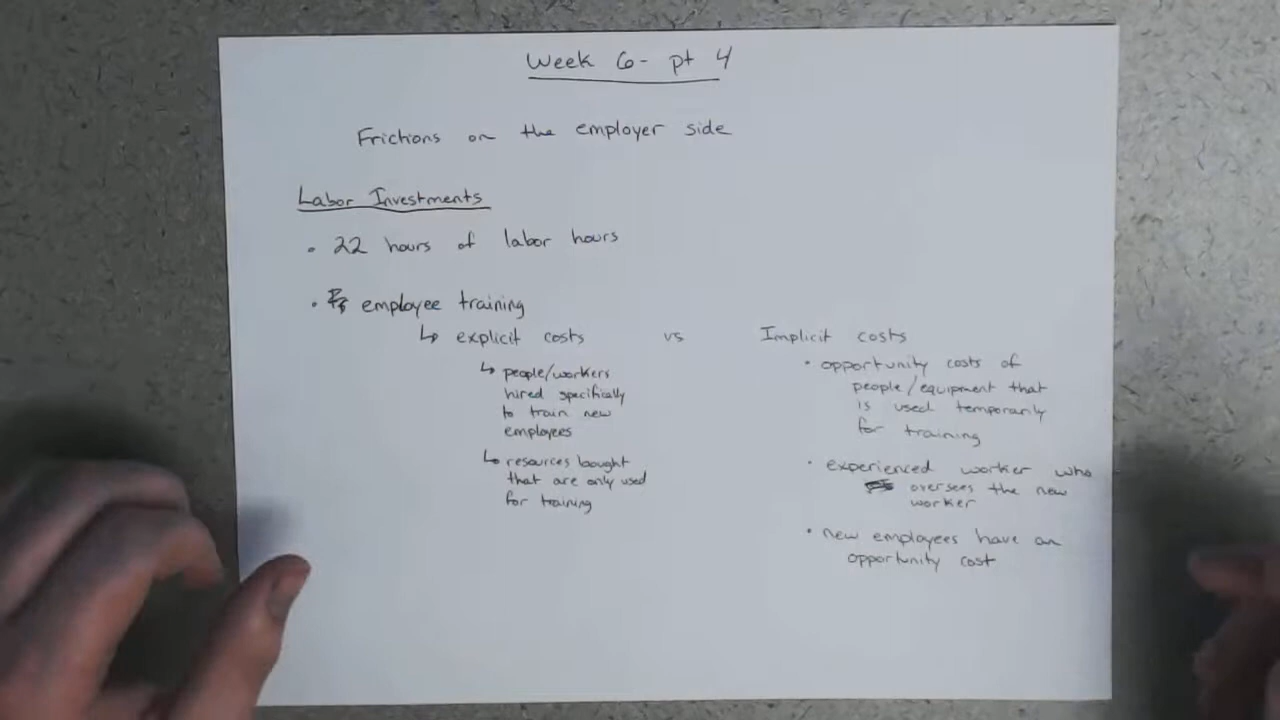 Week 6- pt 4
Frictions on the employer side
Labor Investments
• 22 hours of labor hours
• employee training
↳ explicit costs vs Implicit costs
↳ people/workers
hired specifically
to train new
employees
↳ resources bought
that are only used
for training
• opportunity costs of
people/equipment that
is used temporarily
for training
• experienced worker who
oversees the new
worker
• new employees have an
opportunity cost